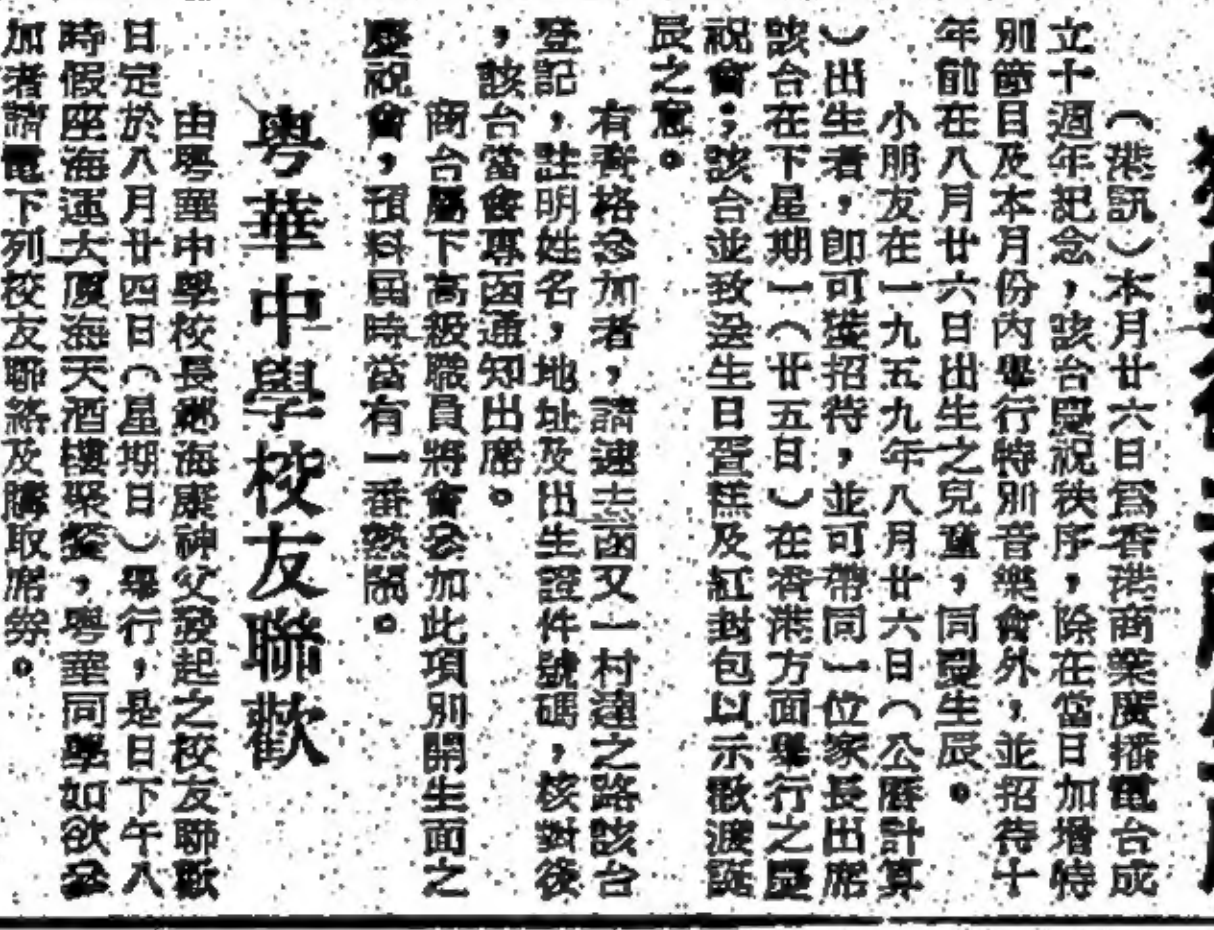 （港訊）本月廿六日爲香港商業廣播電台成
立十週年記念，該台慶祝秩序，除在當日加增特
別節目及本月份內舉行特別音樂會外，並招待十
年前在八月廿六日出生之兒童，同慶生辰。
小朋友在一九五九年八月廿六日（公曆計算
）出生者，即可獲招待，並可帶同一位家長出席
該台在下星期一（廿五日）在香港方面舉行之慶
祝會；該台並致送生日蛋糕及紅封包以示歡渡誕
辰之意。
有資格參加者，請速去函又一村達之路該台
登記，註明姓名，地址及出生證件號碼，核對後
，該台當會專函通知出席。
商台屬下高級職員將會參加此項別開生面之
慶祝會，預料屆時當有一番熱鬧。
粵華中學校友聯歡
由粵華中學校長鄧海康神父發起之校友聯歡
日定於八月廿四日（星期日）舉行，是日下午八
時假座海運大廈海天酒樓聚餐，粵華同學如欲參
加者請電下列校友聯絡及購取席券。